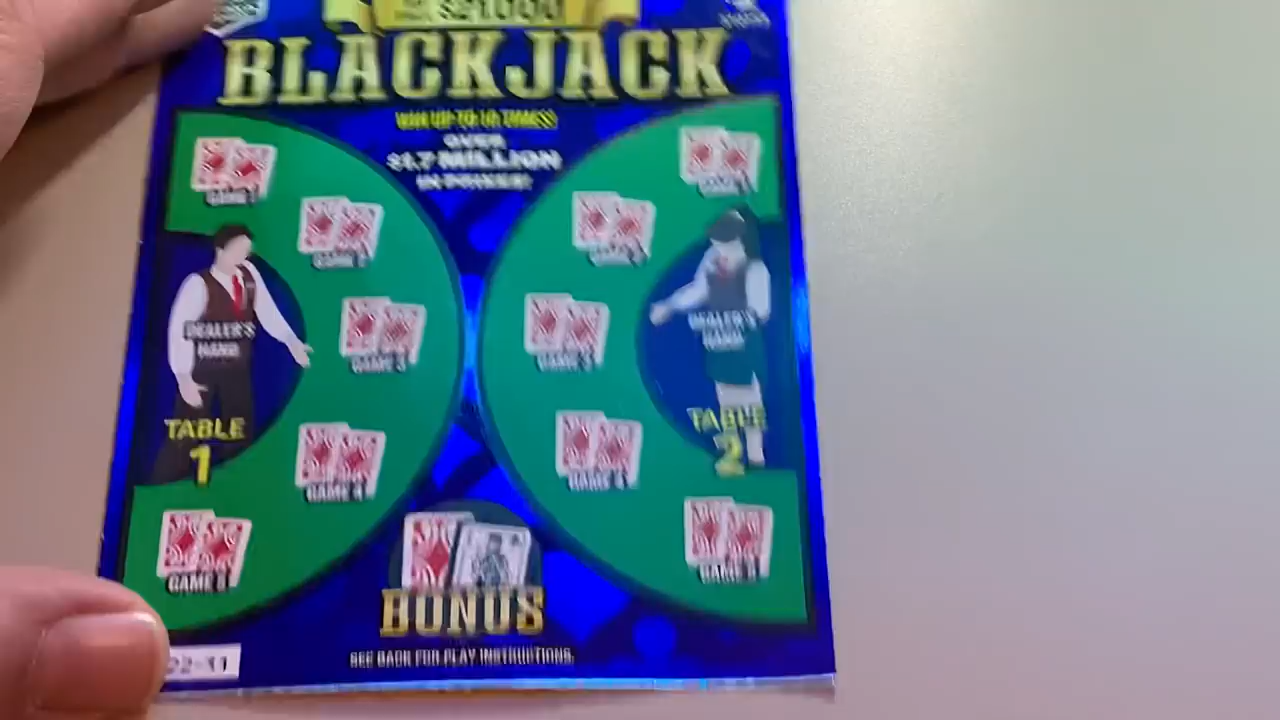 $21,000
BLACKJACK
WIN UP TO 10 TIMES!
OVER
$1.7 MILLION
IN PRIZES!
GAME 1
GAME 2
GAME 3
GAME 4
GAME 5
DEALER'S
HAND
TABLE
1
GAME 1
GAME 2
GAME 3
GAME 4
GAME 5
DEALER'S
HAND
TABLE
2
BONUS
SEE BACK FOR PLAY INSTRUCTIONS.